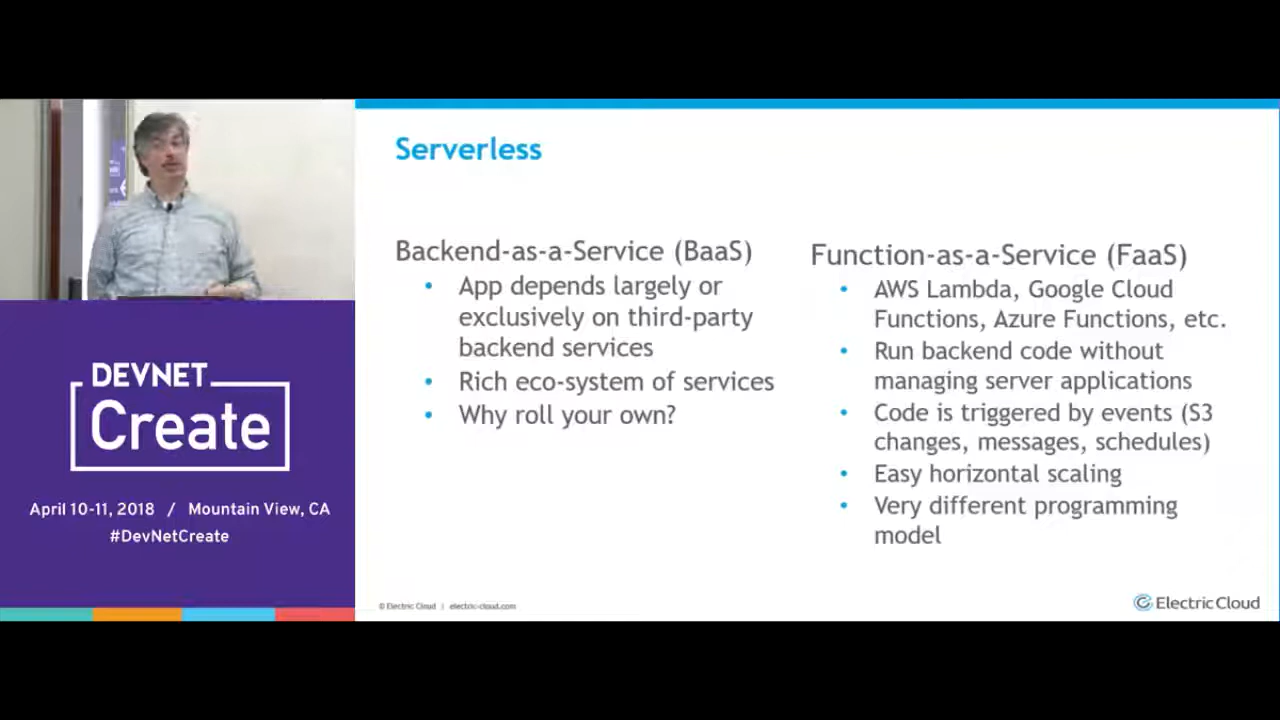 Serverless
Backend-as-a-Service (BaaS)
• App depends largely or
exclusively on third-party
backend services
• Rich eco-system of services
• Why roll your own?
Function-as-a-Service (FaaS)
• AWS Lambda, Google Cloud
Functions, Azure Functions, etc.
• Run backend code without
managing server applications
• Code is triggered by events (S3
changes, messages, schedules)
• Easy horizontal scaling
• Very different programming
model
© Electric Cloud | electric-cloud.com
Electric Cloud
DEVNET
Create
April 10-11, 2018 / Mountain View, CA
#DevNetCreate